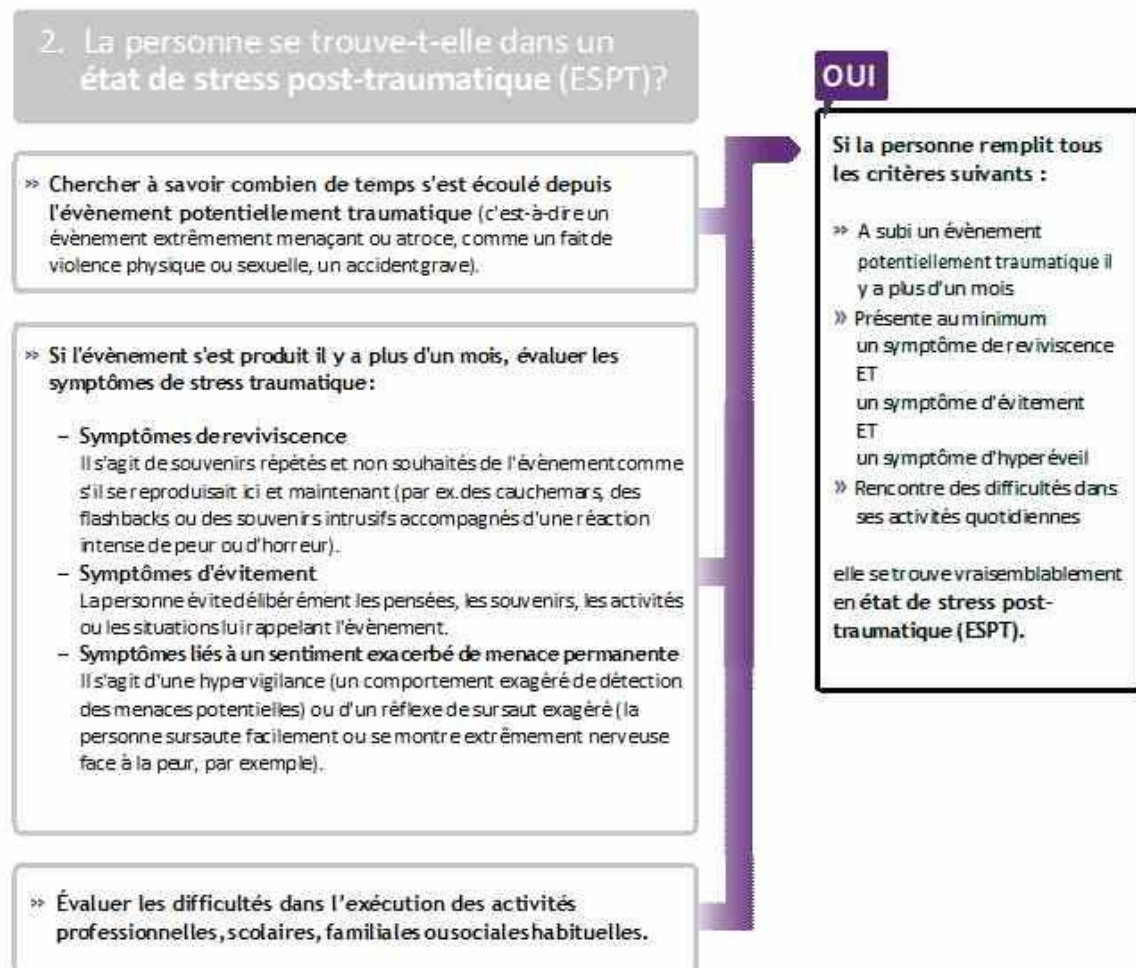 2. La personne se trouve-t-elle dans un
état de stress post-traumatique (ESPT)?
» Chercher à savoir combien de temps s'est écoulé depuis
l'évènement potentiellement traumatique (c'est-à-dire un
évènement extrêmement menaçant ou atroce, comme un fait de
violence physique ou sexuelle, un accident grave).
» Si l'évènement s'est produit il y a plus d'un mois, évaluer les
symptômes de stress traumatique:
– Symptômes de reviviscence
Il s'agit de souvenirs répétés et non souhaités de l'évènement comme
s'il se reproduisait ici et maintenant (par ex. des cauchemars, des
flashbacks ou des souvenirs intrusifs accompagnés d'une réaction
intense de peur ou d'horreur).
– Symptômes d'évitement
La personne évite délibérément les pensées, les souvenirs, les activités
ou les situations lui rappelant l'évènement.
– Symptômes liés à un sentiment exacerbé de menace permanente
Il s'agit d'une hypervigilance (un comportement exagéré de détection
des menaces potentielles) ou d'un réflexe de sursaut exagéré (la
personne sursaute facilement ou se montre extrêmement nerveuse
face à la peur, par exemple).
» Évaluer les difficultés dans l'exécution des activités
professionnelles, scolaires, familiales ou sociales habituelles.
OUI
Si la personne remplit tous
les critères suivants :
» A subi un évènement
potentiellement traumatique il
y a plus d'un mois
» Présente au minimum
un symptôme de reviviscence
ET
un symptôme d'évitement
ET
un symptôme d'hyperéveil
» Rencontre des difficultés dans
ses activités quotidiennes
elle se trouve vraisemblablement
en état de stress post-
traumatique (ESPT).